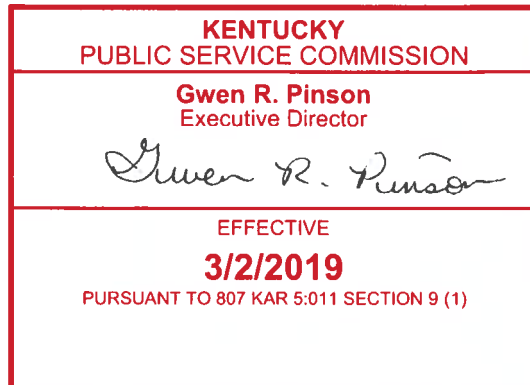 KENTUCKY
PUBLIC SERVICE COMMISSION
Gwen R. Pinson
Executive Director
Gwen R. Pinson
EFFECTIVE
3/2/2019
PURSUANT TO 807 KAR 5:011 SECTION 9 (1)